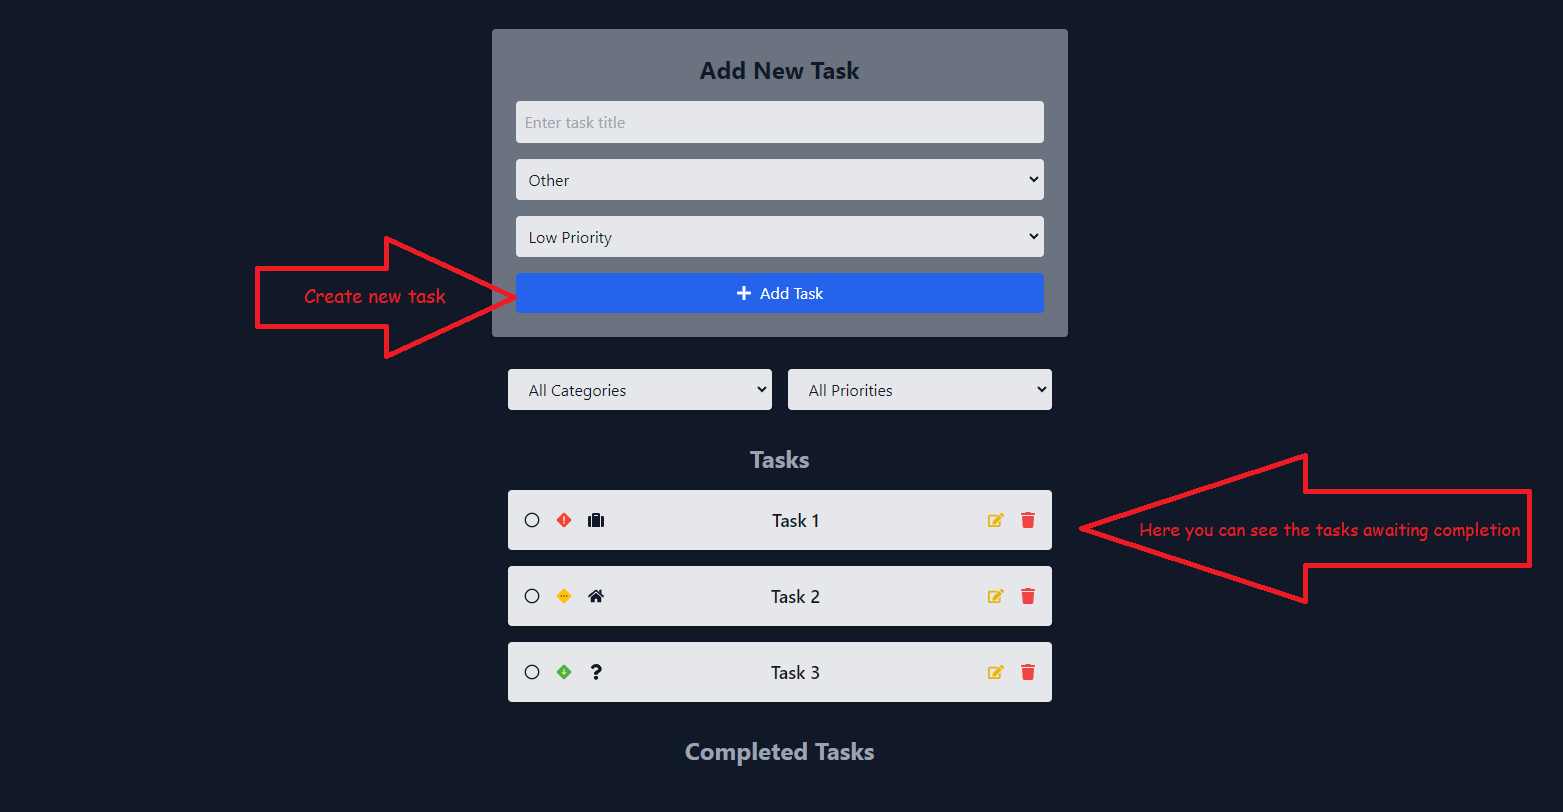 Add New Task
Enter task title
Other
Low Priority
Create new task
Add Task
All Categories
All Priorities
Tasks
Task 1
Here you can see the tasks awaiting completion
Task 2
Task 3
Completed Tasks